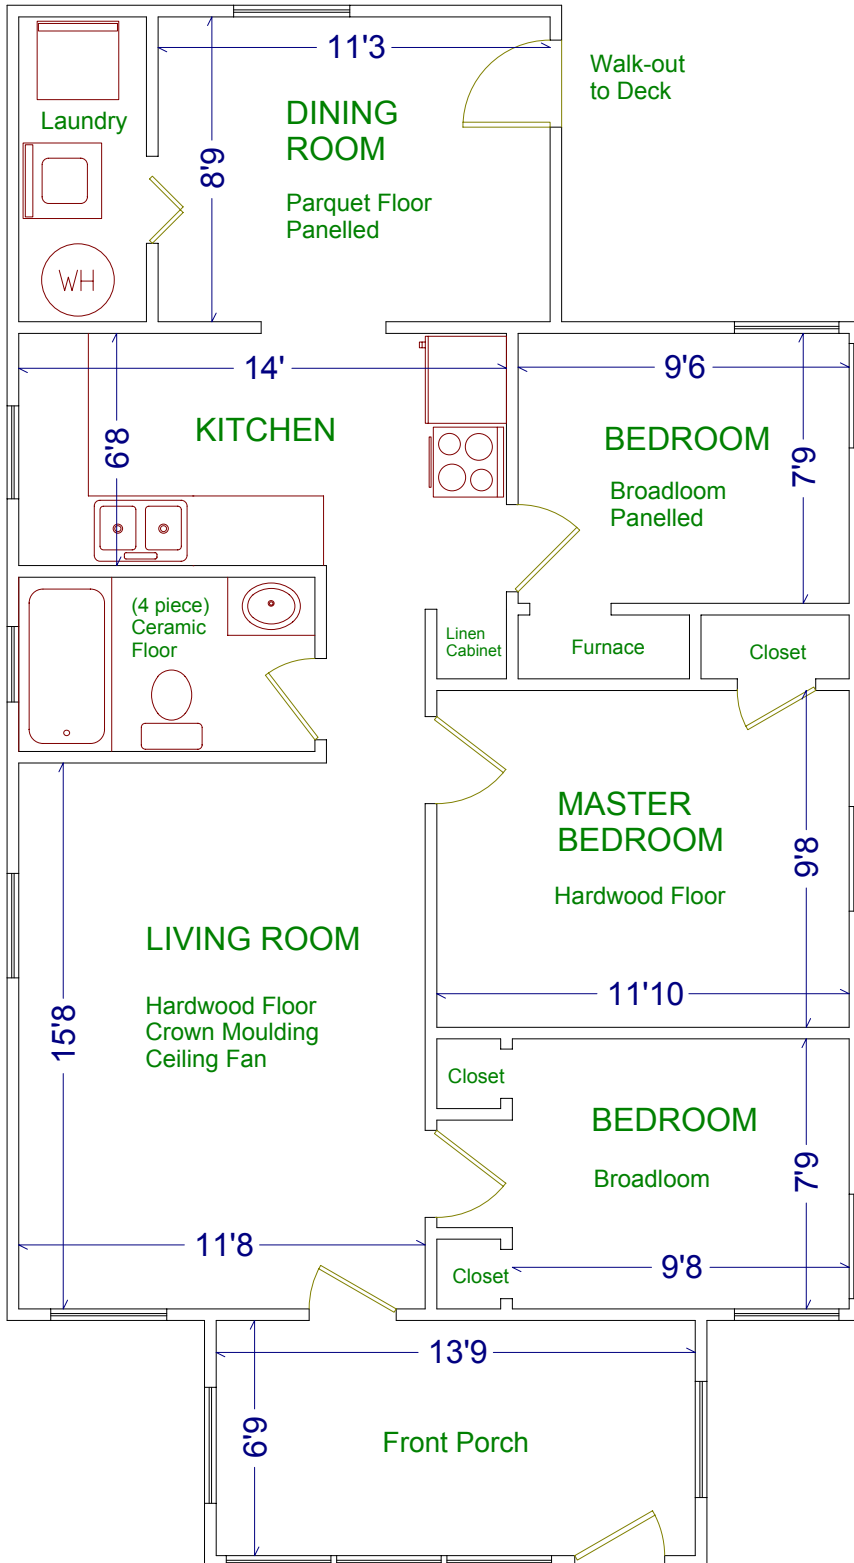 11'3
Walk-out
to Deck
Laundry
DINING
ROOM
8'9
Parquet Floor
Panelled
WH
14'
9'6
KITCHEN
6'8
BEDROOM
7'9
Broadloom
Panelled
(4 piece)
Ceramic
Floor
Linen
Cabinet
Furnace
Closet
MASTER
BEDROOM
9'8
Hardwood Floor
LIVING ROOM
11'10
Hardwood Floor
Crown Moulding
Ceiling Fan
15'8
Closet
BEDROOM
7'9
Broadloom
11'8
Closet
9'8
13'9
6'9
Front Porch